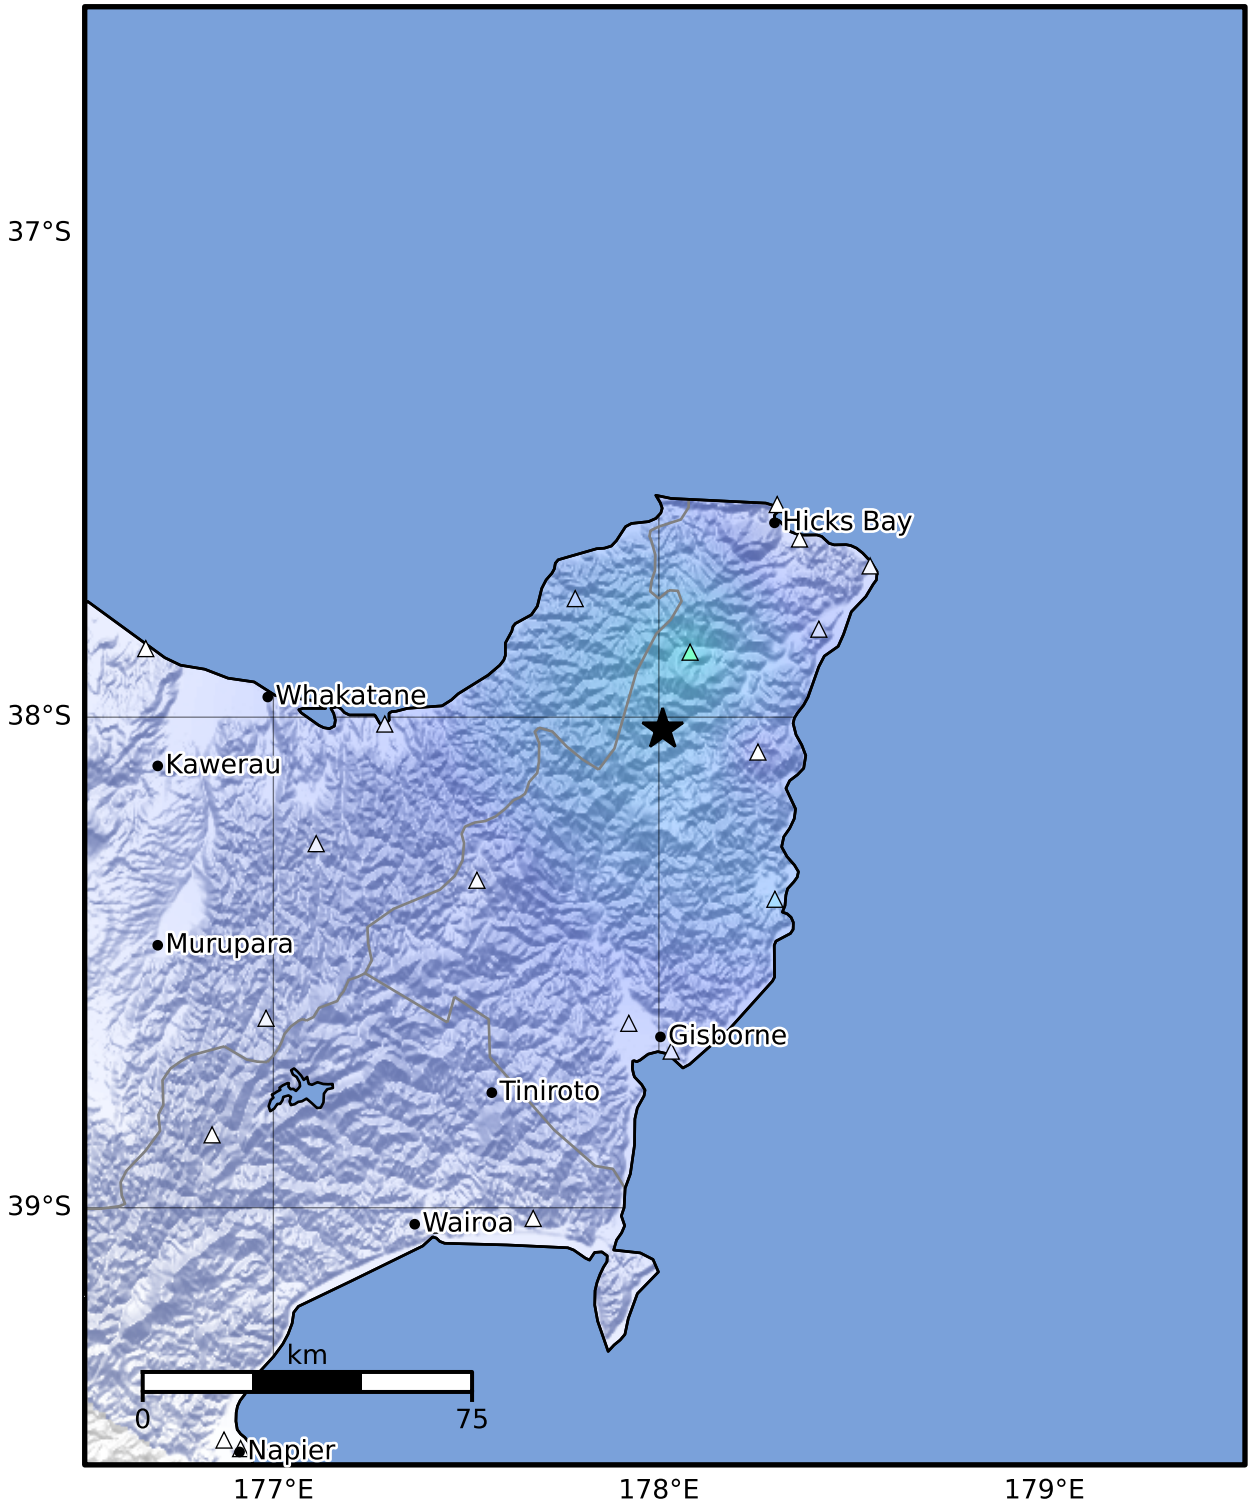 37°S
Hicks Bay
Whakatane
38°S
Kawerau
Murupara
Gisborne
Tiniroto
39°S
Wairoa
km
0 75
Napier
177°E 178°E 179°E